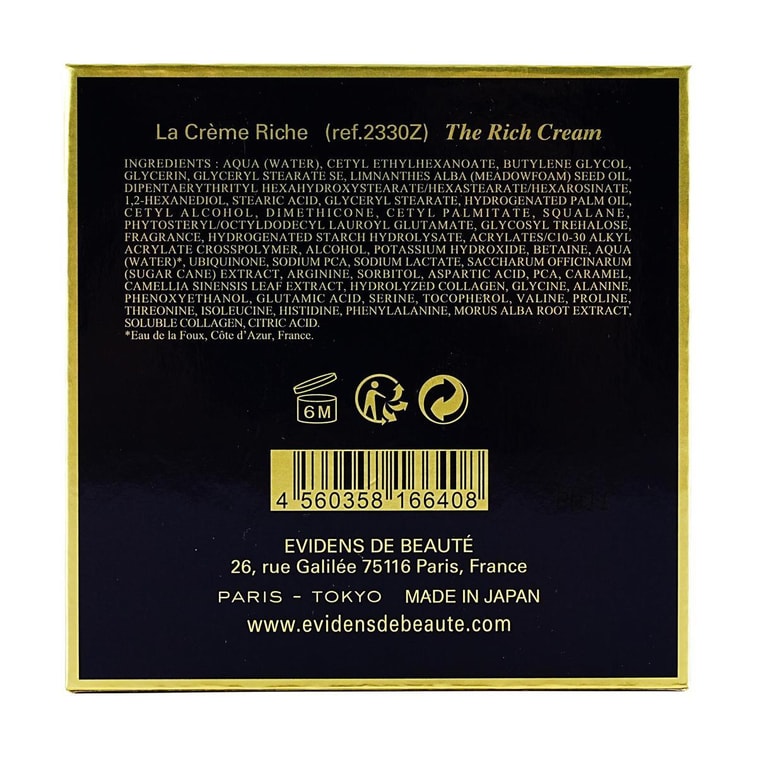 La Crème Riche (ref.2330Z) The Rich Cream
INGREDIENTS : AQUA (WATER), CETYL ETHYLHEXANOATE, BUTYLENE GLYCOL,
GLYCERIN, GLYCERYL STEARATE SE, LIMNANTHES ALBA (MEADOWFOAM) SEED OIL,
DIPENTAERYTHRITYL HEXAHYDROXYSTEARATE/HEXASTEARATE/HEXAROSINATE,
1,2-HEXANEDIOL, STEARIC ACID, GLYCERYL STEARATE, HYDROGENATED PALM OIL,
CETYL ALCOHOL, DIMETHICONE, CETYL PALMITATE, SQUALANE,
PHYTOSTERYL/OCTYLDODECYL LAUROYL GLUTAMATE, GLYCOSYL TREHALOSE,
FRAGRANCE, HYDROGENATED STARCH HYDROLYSATE, ACRYLATES/C10-30 ALKYL
ACRYLATE CROSSPOLYMER, ALCOHOL, POTASSIUM HYDROXIDE, BETAINE, AQUA
(WATER)*, UBIQUINONE, SODIUM PCA, SODIUM LACTATE, SACCHARUM OFFICINARUM
(SUGAR CANE) EXTRACT, ARGININE, SORBITOL, ASPARTIC ACID, PCA, CARAMEL,
CAMELLIA SINENSIS LEAF EXTRACT, HYDROLYZED COLLAGEN, GLYCINE, ALANINE,
PHENOXYETHANOL, GLUTAMIC ACID, SERINE, TOCOPHEROL, VALINE, PROLINE,
THREONINE, ISOLEUCINE, HISTIDINE, PHENYLALANINE, MORUS ALBA ROOT EXTRACT,
SOLUBLE COLLAGEN, CITRIC ACID.
*Eau de la Foux, Côte d'Azur, France.
6M
4 560358 166408
EVIDENS DE BEAUTÉ
26, rue Galilée 75116 Paris, France
PARIS - TOKYO MADE IN JAPAN
www.evidensdebeaute.com